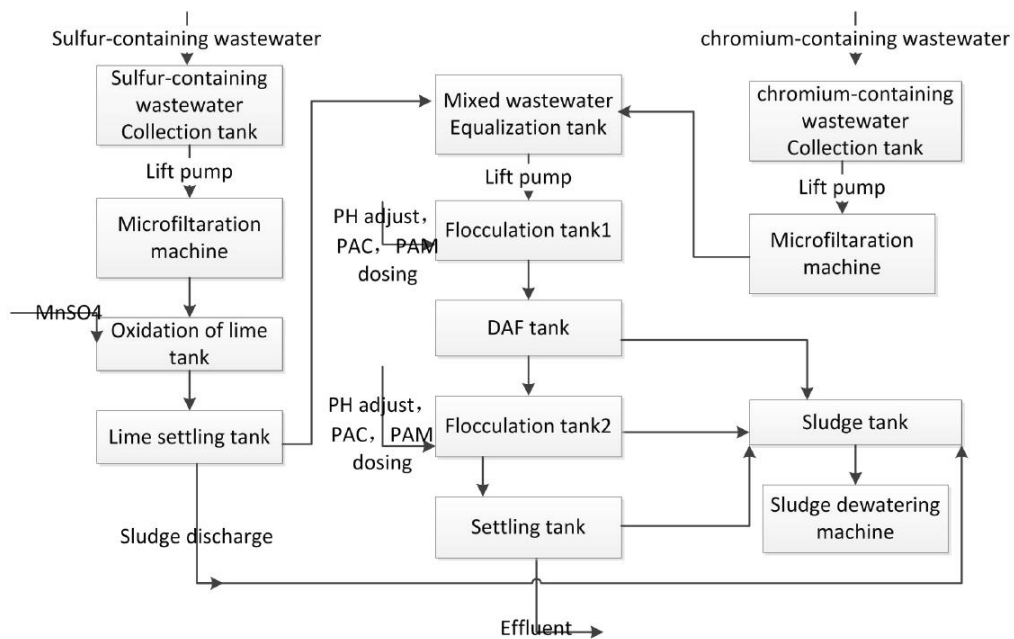 Sulfur-containing wastewater
Sulfur-containing
wastewater
Collection tank
Lift pump
Microfiltaration
machine
MnSO4
Oxidation of lime
tank
Lime settling tank
Sludge discharge
Mixed wastewater
Equalization tank
Lift pump
PH adjust,
PAC, PAM
dosing
Flocculation tank1
DAF tank
PH adjust,
PAC, PAM
dosing
Flocculation tank2
Settling tank
Effluent
chromium-containing wastewater
chromium-containing
wastewater
Collection tank
Lift pump
Microfiltaration
machine
Sludge tank
Sludge dewatering
machine